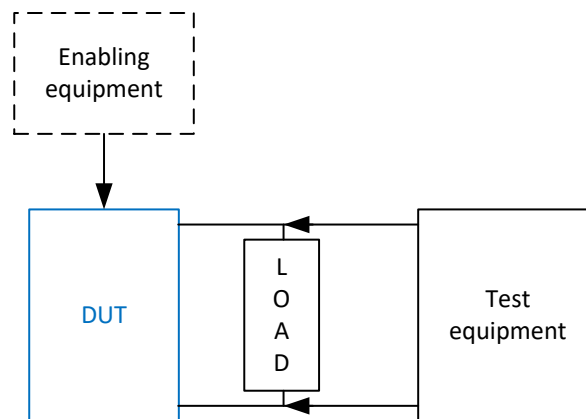 Enabling
equipment
DUT
L
O
A
D
Test
equipment